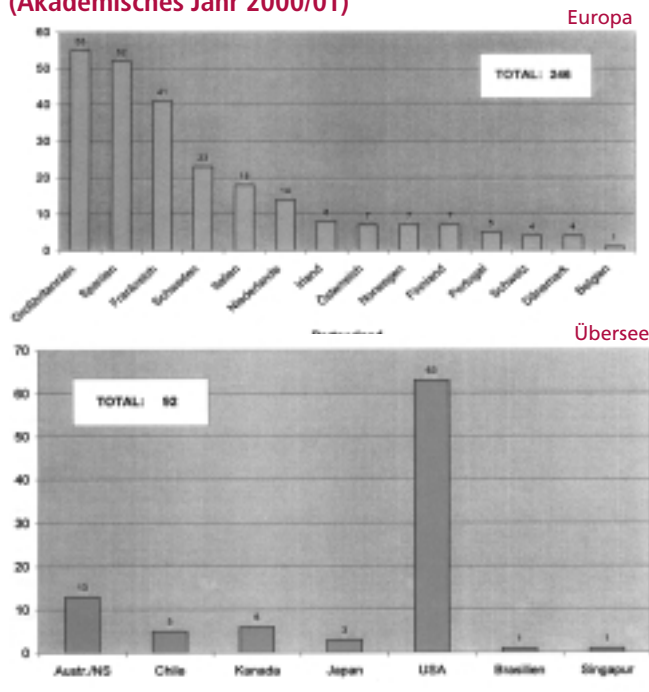 (Akademisches Jahr 2000/01)
Europa
60
50
40
30
20
10
0
TOTAL: 246
55
52
41
23
18
14
8
7
7
7
5
4
4
1
Großbritannien
Spanien
Frankreich
Schweden
Italien
Niederlande
Irland
Österreich
Norwegen
Finnland
Portugal
Schweiz
Dänemark
Belgien
Übersee
70
60
50
40
30
20
10
0
TOTAL: 92
13
5
6
3
63
1
1
Austr./NS
Chile
Kanada
Japan
USA
Brasilien
Singapur